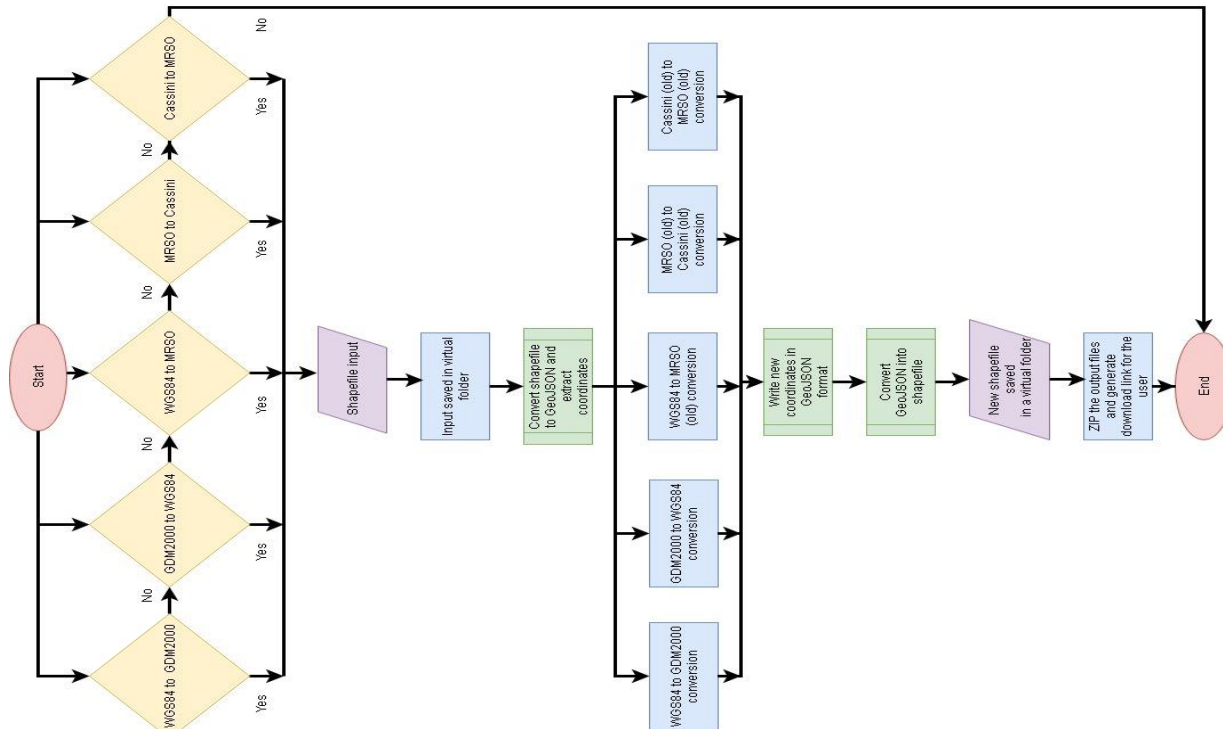 Start
WGS84 to GDM2000
GDM2000 to WGS84
WGS84 to MRSO
MRSO to Cassini
Cassini to MRSO
No
No
No
No
No
Yes
Yes
Yes
Yes
Yes
Shapefile input
Input saved in virtual
folder
Convert shapefile
to GeoJSON and
extract
coordinates
WGS84 to GDM2000
conversion
GDM2000 to WGS84
conversion
WGS84 to MRSO
(old) conversion
MRSO (old) to
Cassini (old)
conversion
Cassini (old) to
MRSO (old)
conversion
Write new
coordinates in
GeoJSON
format
Convert
GeoJSON into
shapefile
New shapefile
saved
in a virtual folder
ZIP the output files
and generate
download link for the
user
End